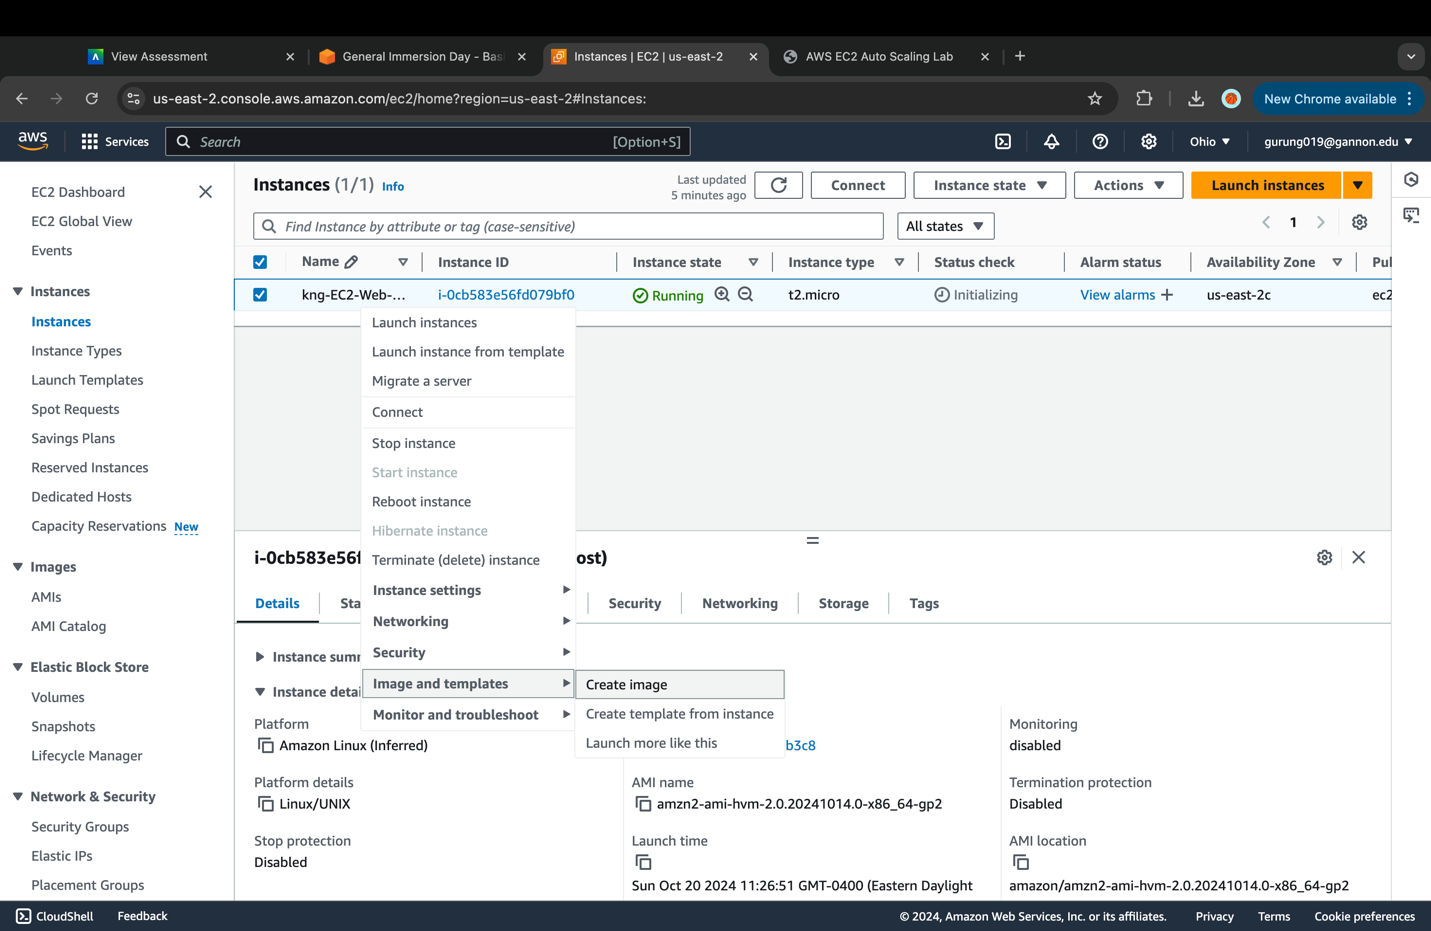 View Assessment
General Immersion Day - Bas
Instances | EC2 | us-east-2
AWS EC2 Auto Scaling Lab
us-east-2.console.aws.amazon.com/ec2/home?region=us-east-2#Instances:
New Chrome available
aws
Services
Search
[Option+S]
Ohio
gurung019@gannon.edu
EC2 Dashboard
EC2 Global View
Events
Instances
Instances
Instance Types
Launch Templates
Spot Requests
Savings Plans
Reserved Instances
Dedicated Hosts
Capacity Reservations New
Images
AMIs
AMI Catalog
Elastic Block Store
Volumes
Snapshots
Lifecycle Manager
Network & Security
Security Groups
Elastic IPs
Placement Groups
Instances (1/1) Info
Last updated
5 minutes ago
Connect
Instance state
Actions
Launch instances
Find Instance by attribute or tag (case-sensitive)
All states
1
Name
Instance ID
Instance state
Instance type
Status check
Alarm status
Availability Zone
Pul
kng-EC2-Web-...
i-0cb583e56fd079bf0
Running
t2.micro
Initializing
View alarms +
us-east-2c
ec2
Launch instances
Launch instance from template
Migrate a server
Connect
Stop instance
Start instance
Reboot instance
Hibernate instance
Terminate (delete) instance
Instance settings
Networking
Security
Image and templates
Monitor and troubleshoot
Create image
Create template from instance
Launch more like this
i-0cb583e56f
ost)
Details
Sta
Security
Networking
Storage
Tags
Instance sum
Instance detai
Platform
Amazon Linux (Inferred)
b3c8
Monitoring
disabled
Platform details
Linux/UNIX
AMI name
amzn2-ami-hvm-2.0.20241014.0-x86_64-gp2
Termination protection
Disabled
Stop protection
Disabled
Launch time
Sun Oct 20 2024 11:26:51 GMT-0400 (Eastern Daylight
AMI location
amazon/amzn2-ami-hvm-2.0.20241014.0-x86_64-gp2
CloudShell
Feedback
© 2024, Amazon Web Services, Inc. or its affiliates.
Privacy
Terms
Cookie preferences